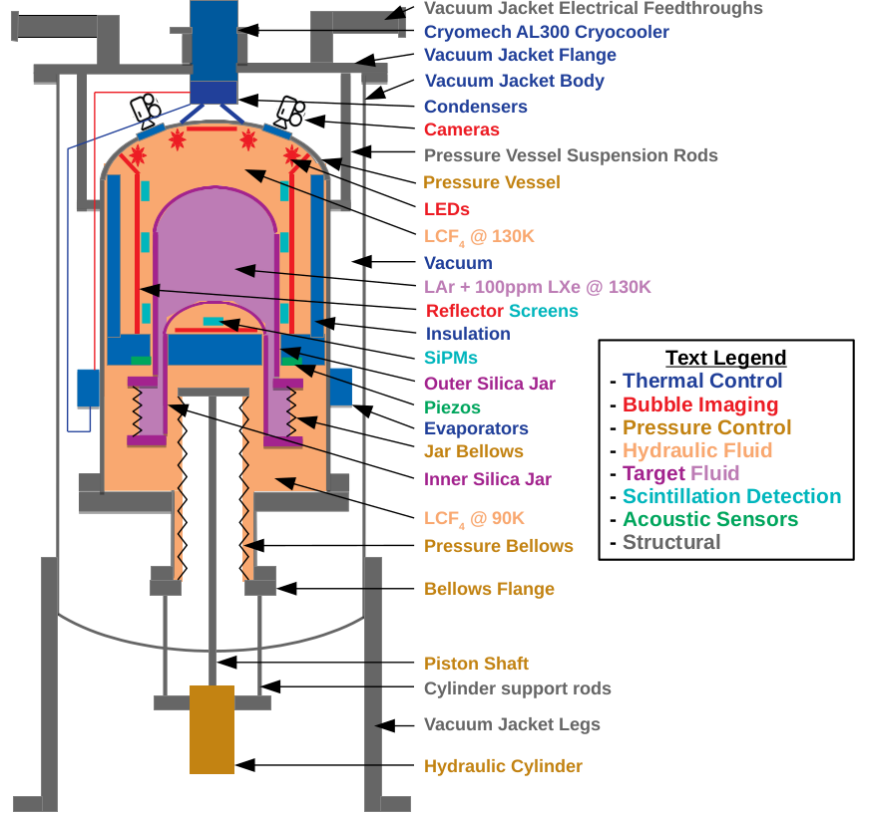 Vacuum Jacket Electrical Feedthroughs
Cryomech AL300 Cryocooler
Vacuum Jacket Flange
Vacuum Jacket Body
Condensers
Cameras
Pressure Vessel Suspension Rods
Pressure Vessel
LEDs
LCF₄ @ 130K
Vacuum
LAr + 100ppm LXe @ 130K
Reflector Screens
Insulation
SiPMs
Outer Silica Jar
Piezos
Evaporators
Jar Bellows
Inner Silica Jar
LCF₄ @ 90K
Pressure Bellows
Bellows Flange
Piston Shaft
Cylinder support rods
Vacuum Jacket Legs
Hydraulic Cylinder
Text Legend
- Thermal Control
- Bubble Imaging
- Pressure Control
- Hydraulic Fluid
- Target Fluid
- Scintillation Detection
- Acoustic Sensors
- Structural